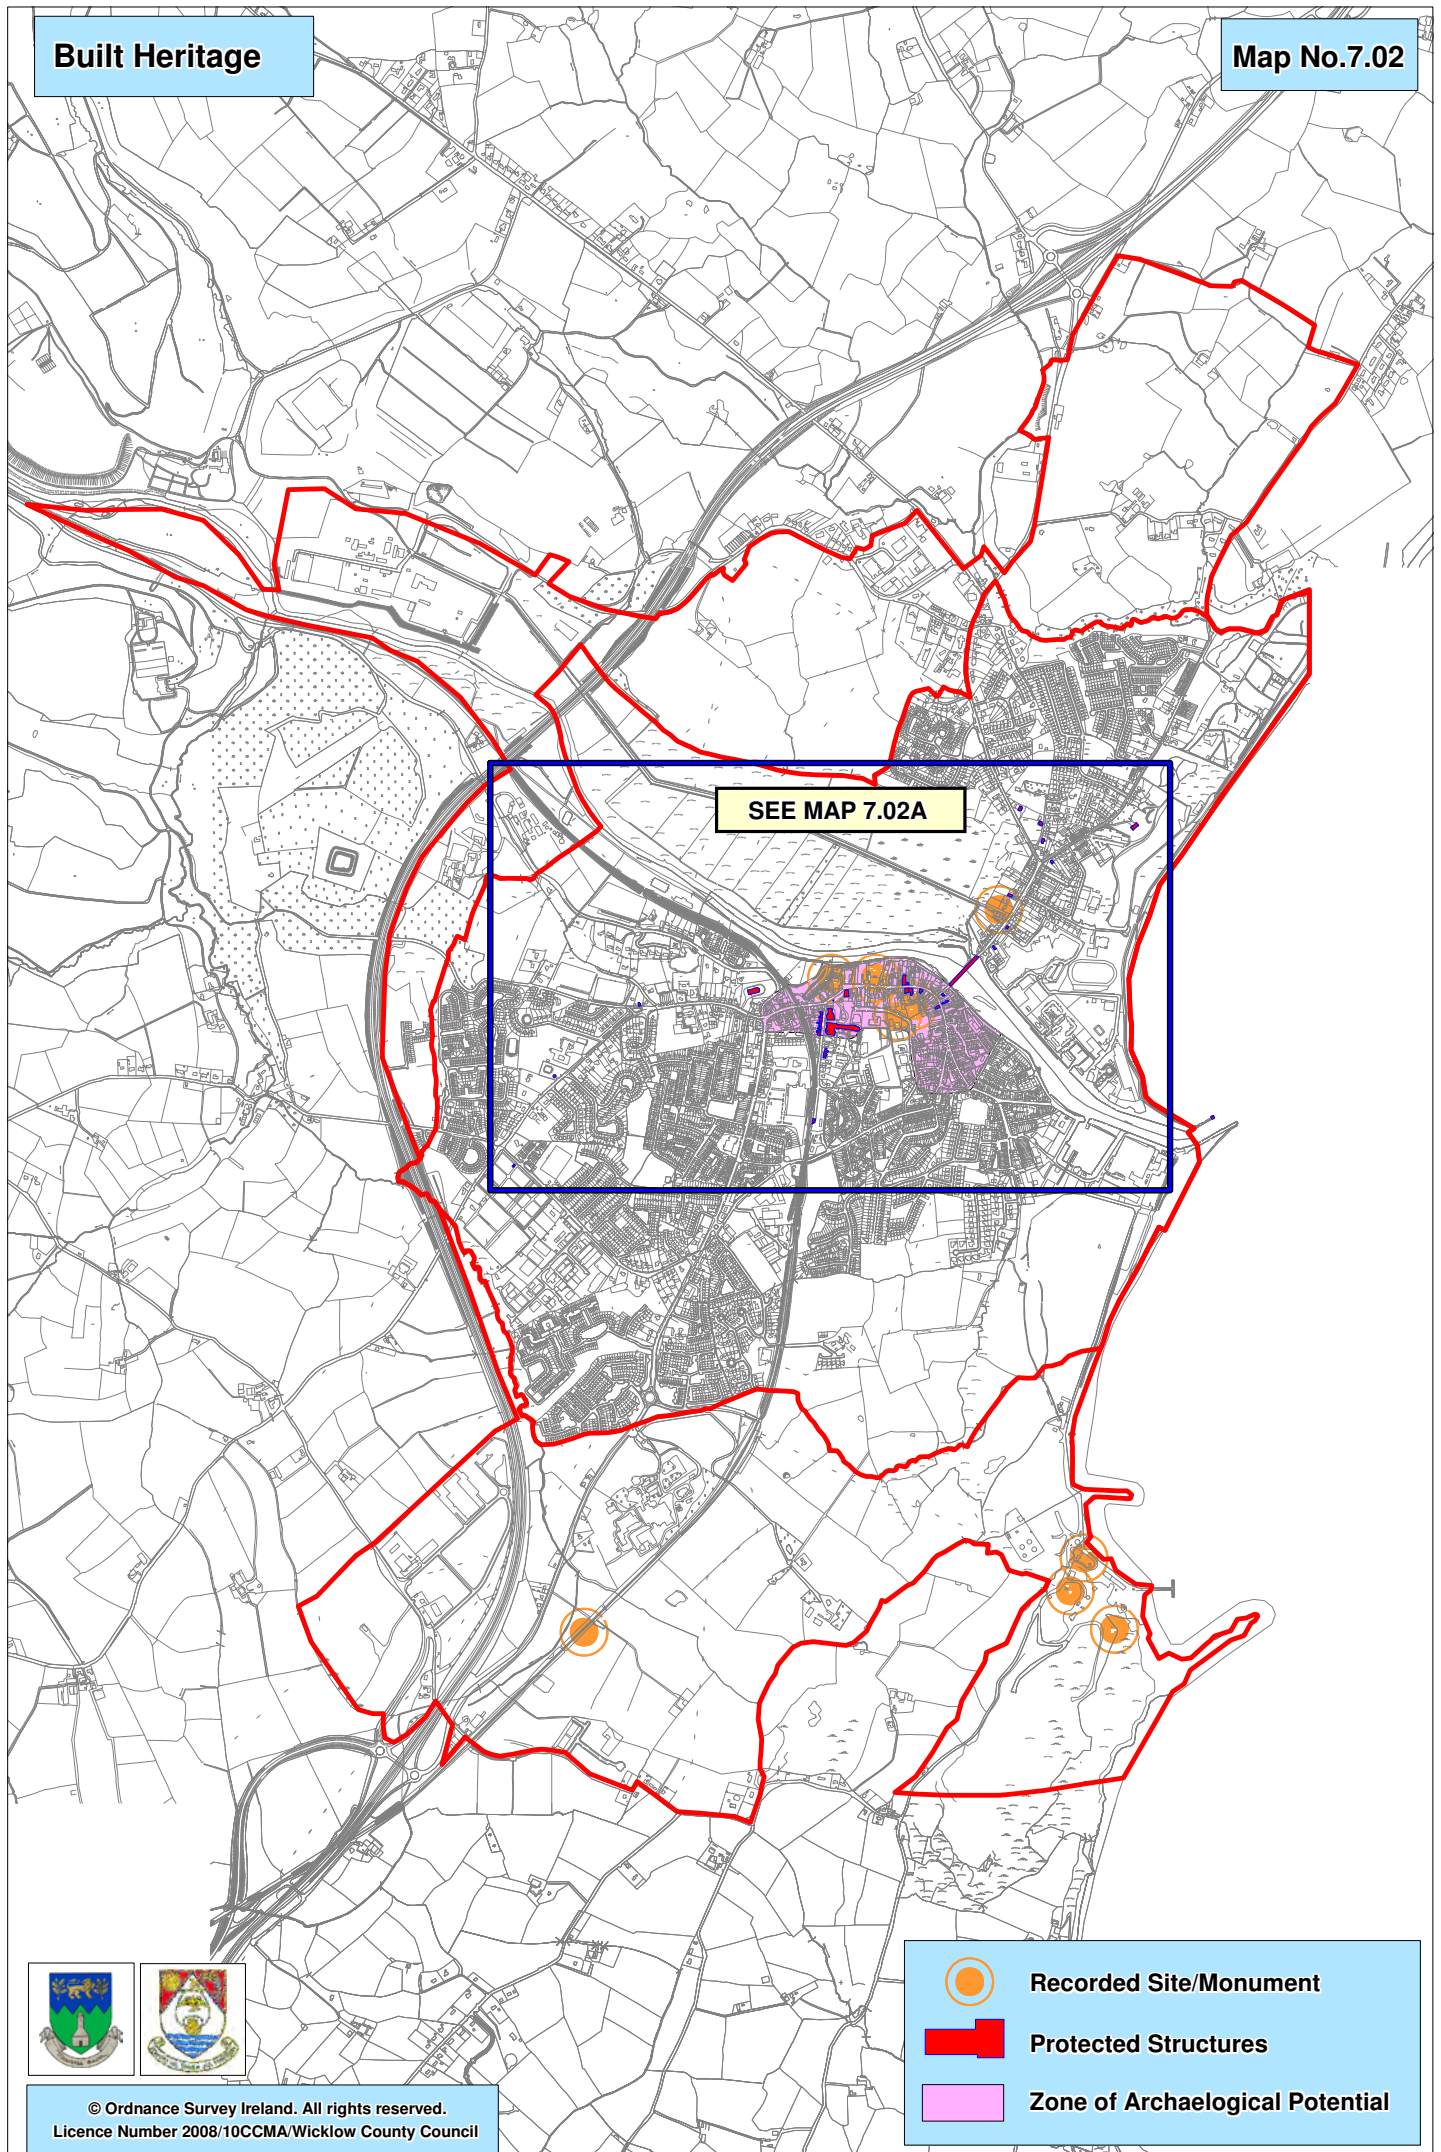 Built Heritage
Map No.7.02
SEE MAP 7.02A
Recorded Site/Monument
Protected Structures
Zone of Archaelogical Potential
© Ordnance Survey Ireland. All rights reserved.
Licence Number 2008/10CCMA/Wicklow County Council